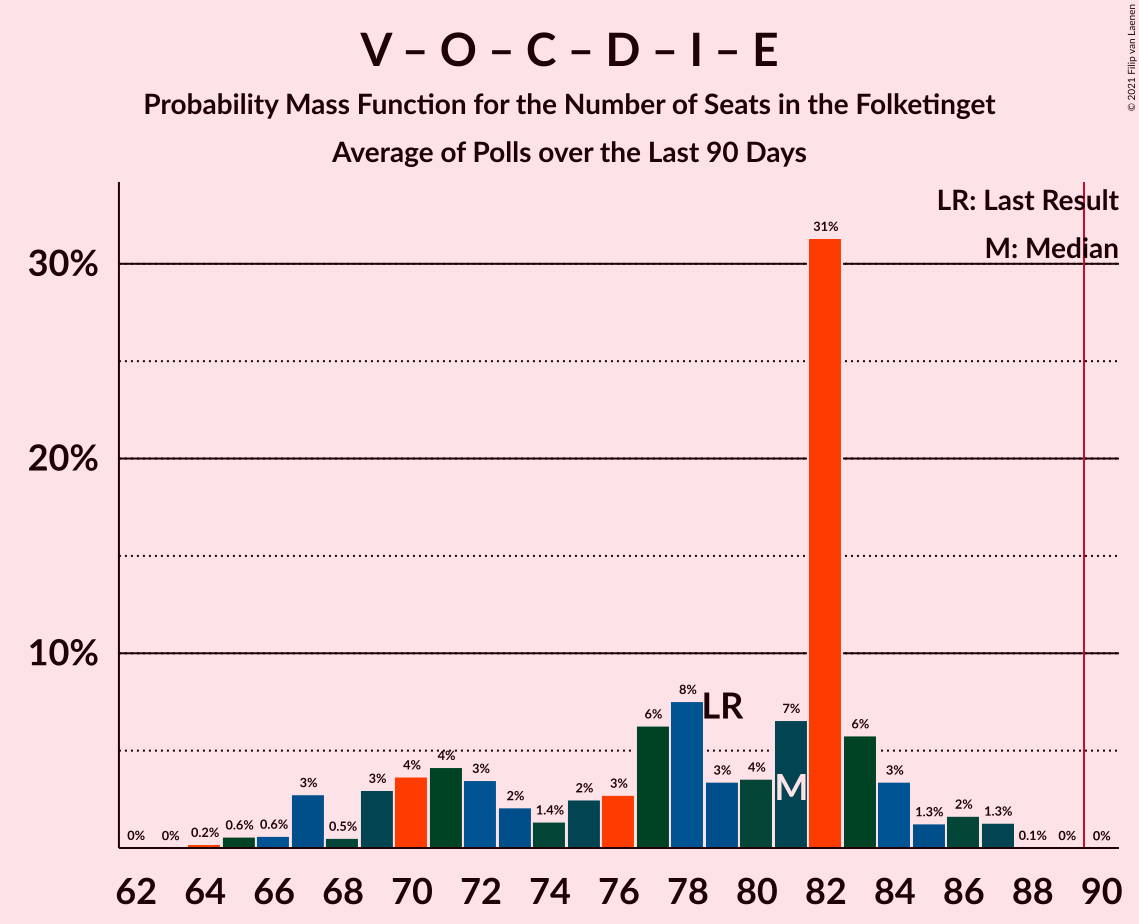 V – O – C – D – I – E
Probability Mass Function for the Number of Seats in the Folketinget
Average of Polls over the Last 90 Days
© 2021 Filip van Laenen
LR: Last Result
M: Median
30%
20%
10%
0% 0% 0.2% 0.6% 0.6% 3% 0.5% 3% 4% 4% 3% 2% 1.4% 2% 3% 6% 8% 3% 4% 7% 31% 6% 3% 1.3% 2% 1.3% 0.1% 0% 0%
LR
M
62 64 66 68 70 72 74 76 78 80 82 84 86 88 90